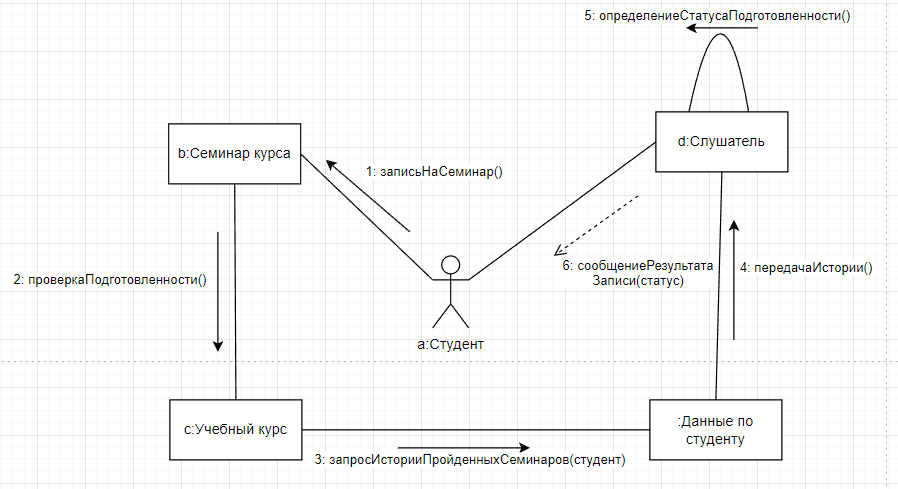 5: определениеСтатусаПодготовленности()
b:Семинар курса
d:Слушатель
1: записьНаСеминар()
2: проверкаПодготовленности()
6: сообщениеРезультата
Записи(статус)
4: передачаИстории()
a:Студент
c:Учебный курс
:Данные по
студенту
3: запросИсторииПройденныхСеминаров(студент)